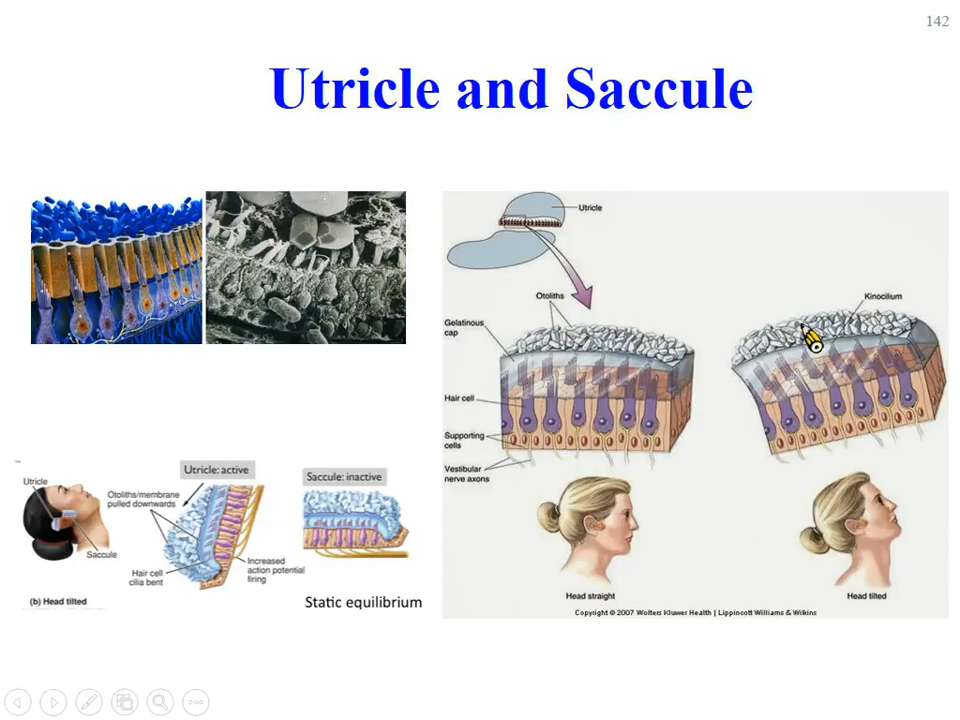 142
Utricle and Saccule
Utricle
Otoliths
Kinocilium
Gelatinous
cap
Hair cell
Supporting
cells
Vestibular
nerve axons
Head straight
Head tilted
Copyright © 2007 Wolters Kluwer Health | Lippincott Williams & Wilkins
Utricle
Saccule
(b) Head tilted
Utricle: active
Otoliths/membrane
pulled downwards
Hair cell
cilia bent
Increased
action potential
firing
Saccule: inactive
Static equilibrium